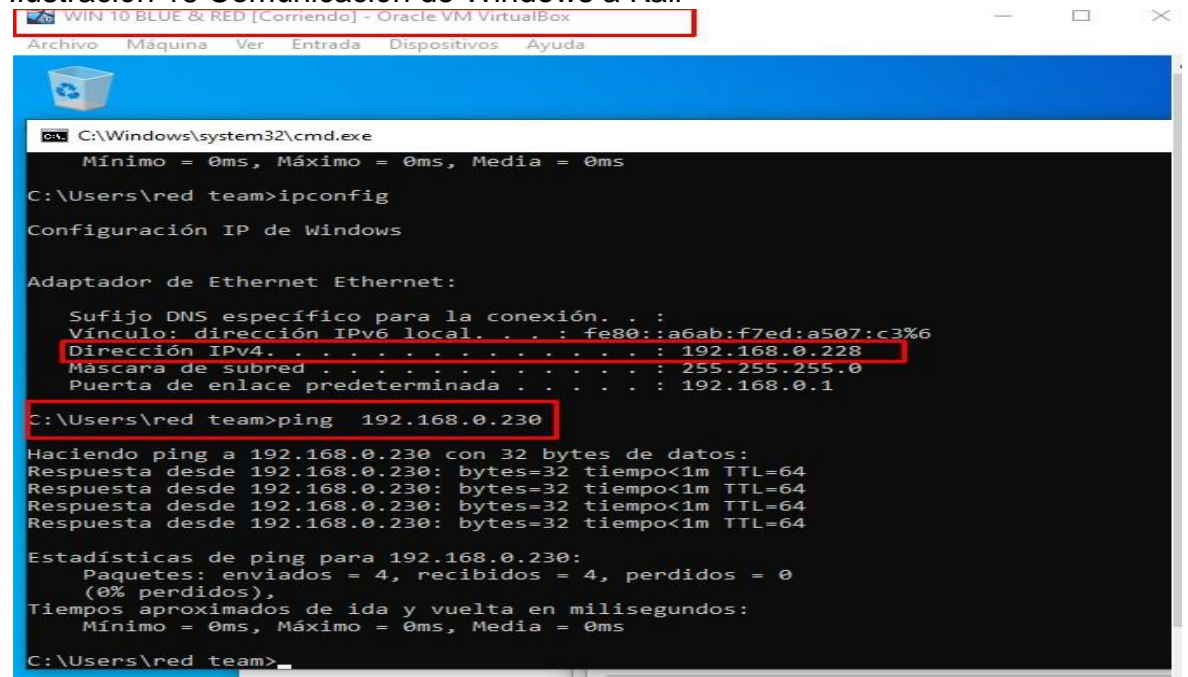 Ilustración 10 Comunicación de Windows a Kali
WIN 10 BLUE & RED [Corriendo] - Oracle VM VirtualBox
Archivo Máquina Ver Entrada Dispositivos Ayuda
C:\Windows\system32\cmd.exe
Mínimo = 0ms, Máximo = 0ms, Media = 0ms
C:\Users\red team>ipconfig
Configuración IP de Windows
Adaptador de Ethernet Ethernet:
Sufijo DNS específico para la conexión. . :
Vínculo: dirección IPv6 local. . . : fe80::a6ab:f7ed:a507:c3%6
Dirección IPv4. . . . . . . . . . . . . . : 192.168.0.228
Máscara de subred . . . . . . . . . . . . : 255.255.255.0
Puerta de enlace predeterminada . . . . . : 192.168.0.1
C:\Users\red team>ping  192.168.0.230
Haciendo ping a 192.168.0.230 con 32 bytes de datos:
Respuesta desde 192.168.0.230: bytes=32 tiempo<1m TTL=64
Respuesta desde 192.168.0.230: bytes=32 tiempo<1m TTL=64
Respuesta desde 192.168.0.230: bytes=32 tiempo<1m TTL=64
Respuesta desde 192.168.0.230: bytes=32 tiempo<1m TTL=64
Estadísticas de ping para 192.168.0.230:
Paquetes: enviados = 4, recibidos = 4, perdidos = 0
(0% perdidos),
Tiempos aproximados de ida y vuelta en milisegundos:
Mínimo = 0ms, Máximo = 0ms, Media = 0ms
C:\Users\red team>_